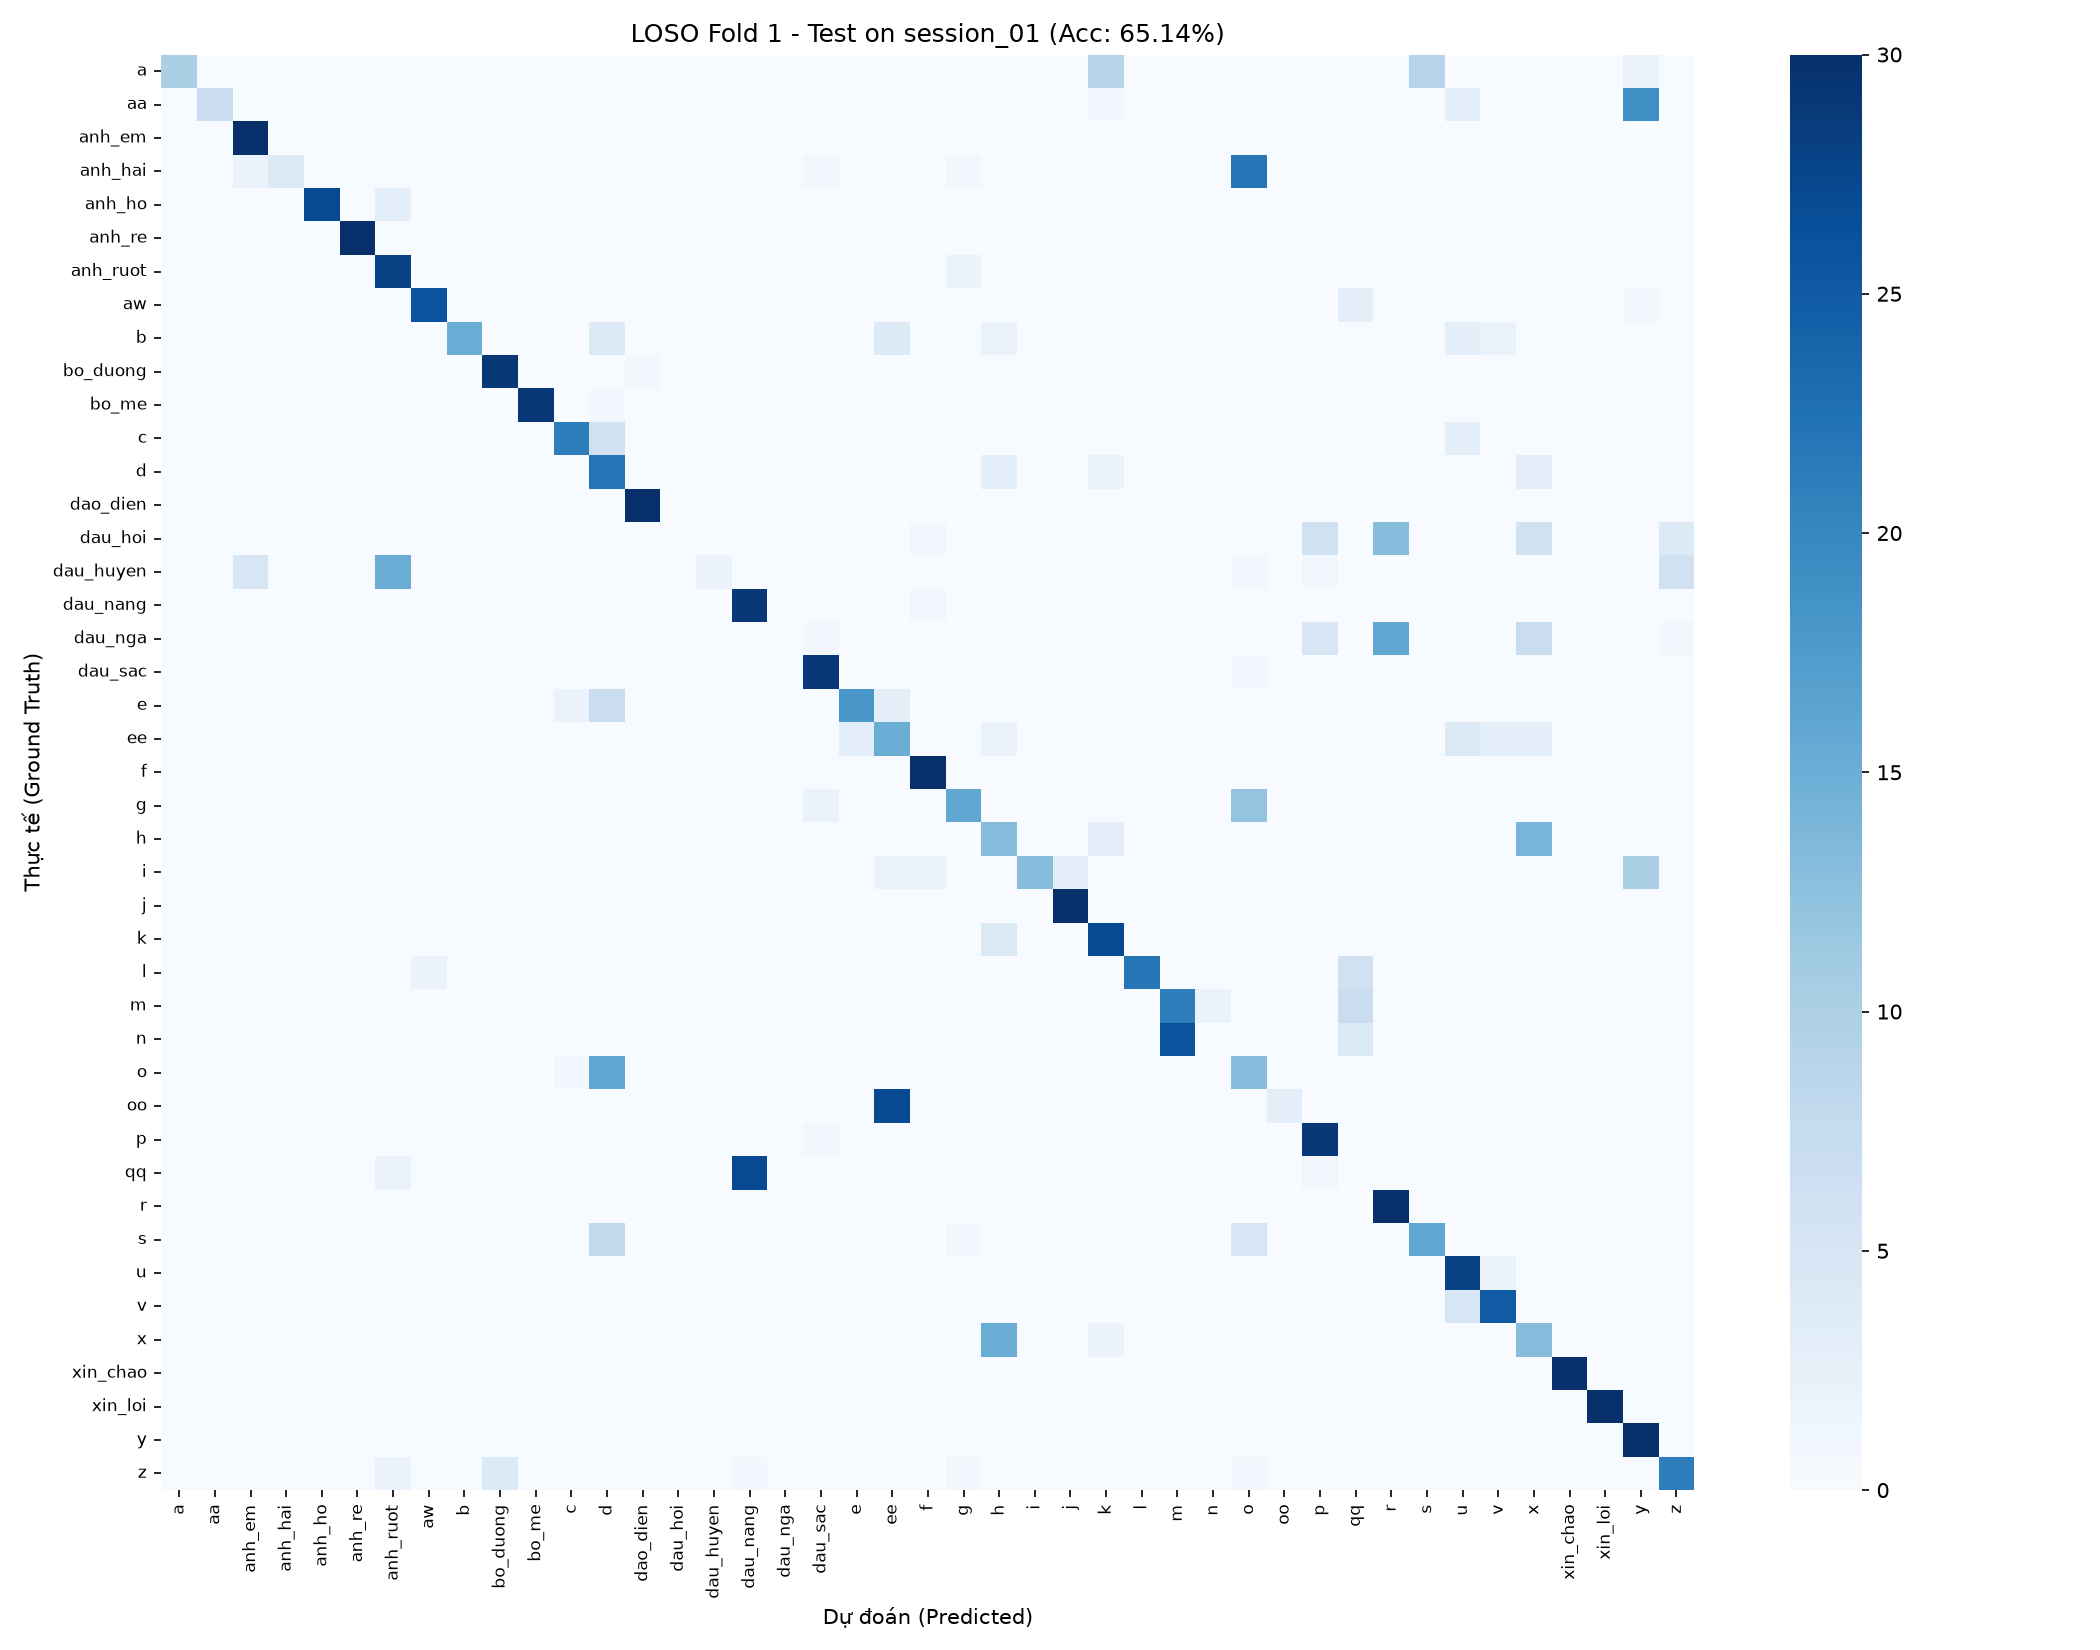 LOSO Fold 1 - Test on session_01 (Acc: 65.14%)
Thực tế (Ground Truth)
a
aa
anh_em
anh_hai
anh_ho
anh_re
anh_ruot
aw
b
bo_duong
bo_me
c
d
dao_dien
dau_hoi
dau_huyen
dau_nang
dau_nga
dau_sac
e
ee
f
g
h
i
j
k
l
m
n
o
oo
p
qq
r
s
u
v
x
xin_chao
xin_loi
y
z
a aa anh_em anh_hai anh_ho anh_re anh_ruot aw b bo_duong bo_me c d dao_dien dau_hoi dau_huyen dau_nang dau_nga dau_sac e ee f g h i j k l m n o oo p qq r s u v x xin_chao xin_loi y z
Dự đoán (Predicted)
30
25
20
15
10
5
0